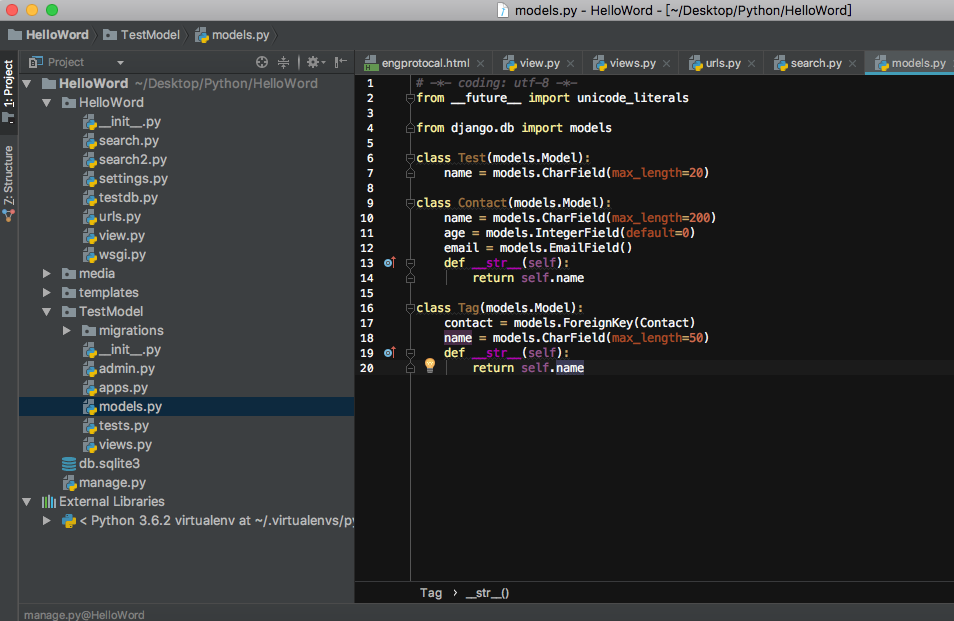 models.py - HelloWord - [~/Desktop/Python/HelloWord]
HelloWord TestModel models.py
1: Project
Z: Structure
Project
HelloWord ~/Desktop/Python/HelloWord
HelloWord
__init__.py
search.py
search2.py
settings.py
testdb.py
urls.py
view.py
wsgi.py
media
templates
TestModel
migrations
__init__.py
admin.py
apps.py
models.py
tests.py
views.py
db.sqlite3
manage.py
External Libraries
< Python 3.6.2 virtualenv at ~/.virtualenvs/py
engprotocal.html view.py views.py urls.py search.py models.py
1 # -*- coding: utf-8 -*-
2 from __future__ import unicode_literals
3
4 from django.db import models
5
6 class Test(models.Model):
7 name = models.CharField(max_length=20)
8
9 class Contact(models.Model):
10 name = models.CharField(max_length=200)
11 age = models.IntegerField(default=0)
12 email = models.EmailField()
13 def __str__(self):
14 return self.name
15
16 class Tag(models.Model):
17 contact = models.ForeignKey(Contact)
18 name = models.CharField(max_length=50)
19 def __str__(self):
20 return self.name
Tag › __str__()
manage.py@HelloWord